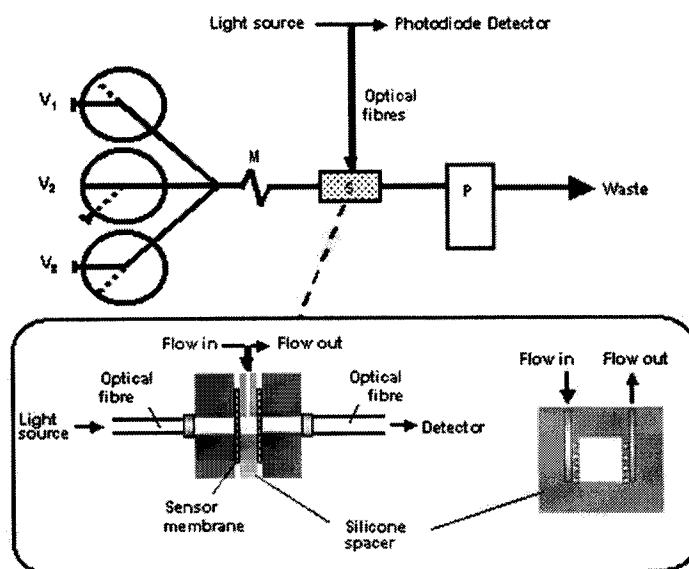 Light source
Photodiode Detector
Optical
fibres
V1
M
V2
S
P
Waste
V3
Flow in
Flow out
Optical
fibre
Optical
fibre
Light
source
Detector
Sensor
membrane
Silicone
spacer
Flow in
Flow out